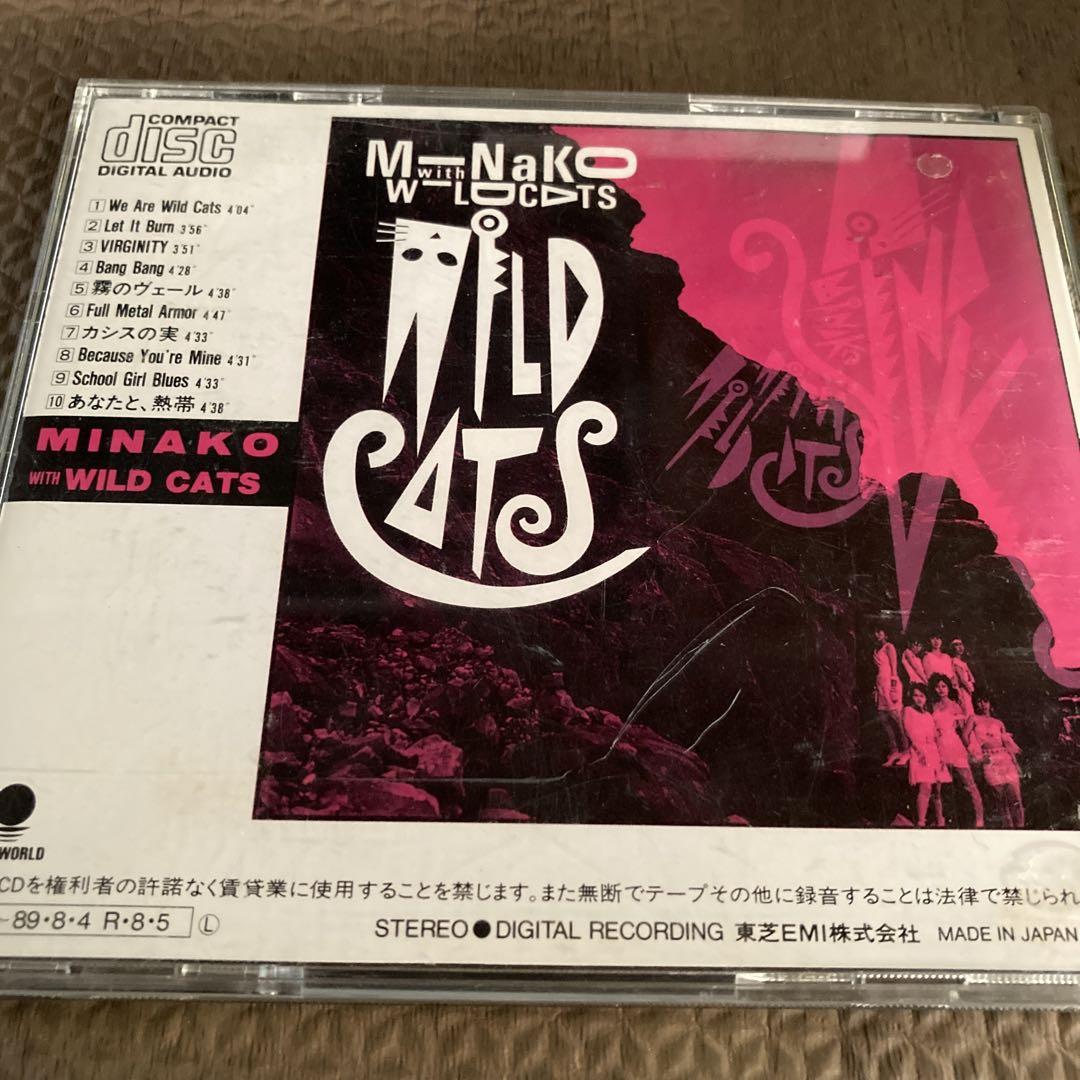 COMPACT
disc
DIGITAL AUDIO
1 We Are Wild Cats 4'04"
2 Let It Burn 3'56"
3 VIRGINITY 3'51"
4 Bang Bang 4'28"
5 霧のヴェール 4'38"
6 Full Metal Armor 4'47"
7 カシスの実 4'33"
8 Because You're Mine 4'31"
9 School Girl Blues 4'33"
10 あなたと、熱帯 4'38"
MINAKO
WITH WILD CATS
MINaKO
with
WILDCATS
WILD
CATS
WORLD
CDを権利者の許諾なく賃貸業に使用することを禁じます。また無断でテープその他に録音することは法律で禁じられ
89・8・4 R・8・5 L
STEREO●DIGITAL RECORDING 東芝EMI株式会社 MADE IN JAPAN